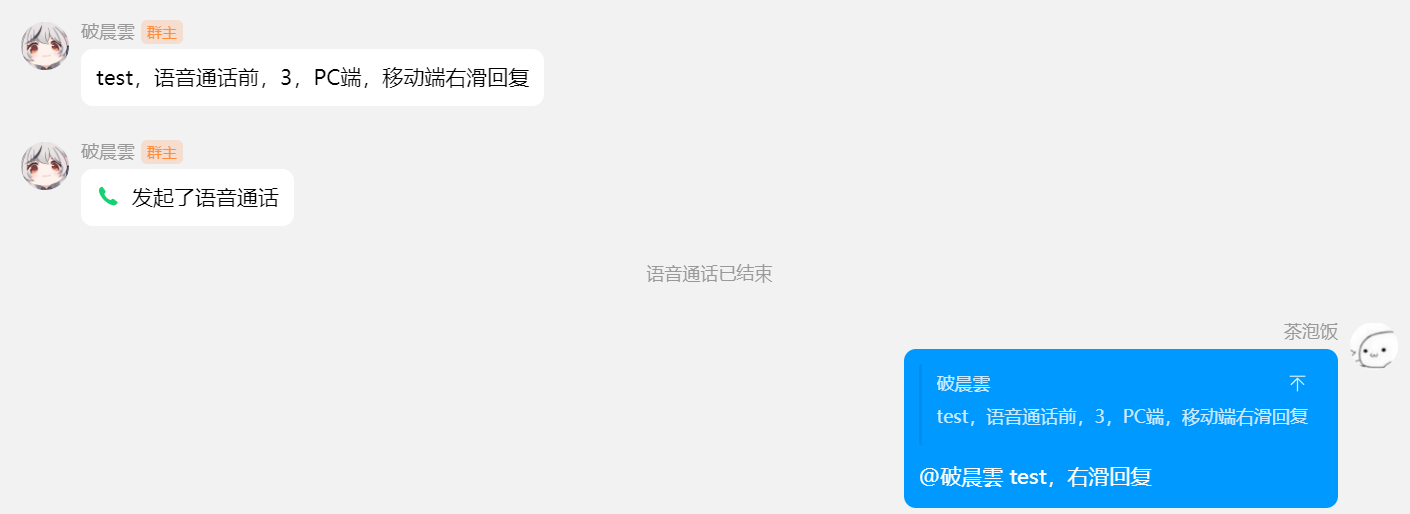 破晨雲 群主
test，语音通话前，3，PC端，移动端右滑回复
破晨雲 群主
发起了语音通话
语音通话已结束
茶泡饭
破晨雲
test，语音通话前，3，PC端，移动端右滑回复
@破晨雲 test，右滑回复